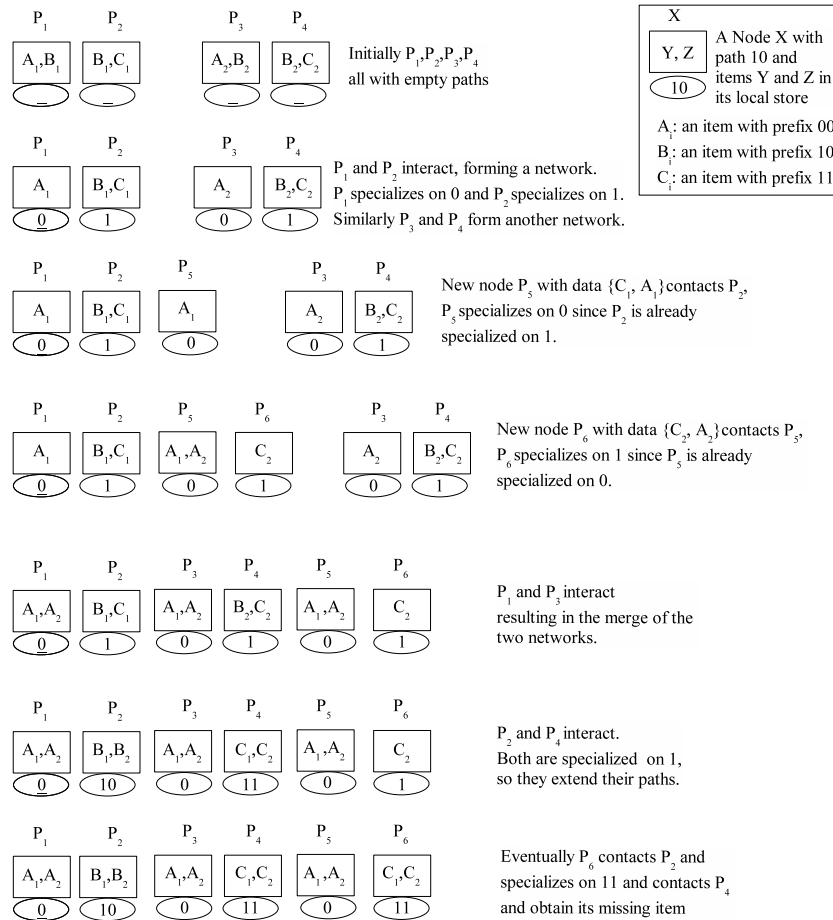 P1 P2 P3 P4
A1,B1 B1,C1 A2,B2 B2,C2
_ _ _ _
Initially P1,P2,P3,P4
all with empty paths
X
Y, Z
10
A Node X with
path 10 and
items Y and Z in
its local store
Ai: an item with prefix 00
Bi: an item with prefix 10
Ci: an item with prefix 11
P1 P2 P3 P4
A1 B1,C1 A2 B2,C2
0 1 0 1
P1 and P2 interact, forming a network.
P1 specializes on 0 and P2 specializes on 1.
Similarly P3 and P4 form another network.
P1 P2 P5 P3 P4
A1 B1,C1 A1 A2 B2,C2
0 1 0 0 1
New node P5 with data {C1, A1}contacts P2,
P5 specializes on 0 since P2 is already
specialized on 1.
P1 P2 P5 P6 P3 P4
A1 B1,C1 A1,A2 C2 A2 B2,C2
0 1 0 1 0 1
New node P6 with data {C2, A2}contacts P5,
P6 specializes on 1 since P5 is already
specialized on 0.
P1 P2 P3 P4 P5 P6
A1,A2 B1,C1 A1,A2 B2,C2 A1,A2 C2
0 1 0 1 0 1
P1 and P3 interact
resulting in the merge of the
two networks.
P1 P2 P3 P4 P5 P6
A1,A2 B1,B2 A1,A2 C1,C2 A1,A2 C2
0 10 0 11 0 1
P2 and P4 interact.
Both are specialized on 1,
so they extend their paths.
P1 P2 P3 P4 P5 P6
A1,A2 B1,B2 A1,A2 C1,C2 A1,A2 C1,C2
0 10 0 11 0 11
Eventually P6 contacts P2 and
specializes on 11 and contacts P4
and obtain its missing item